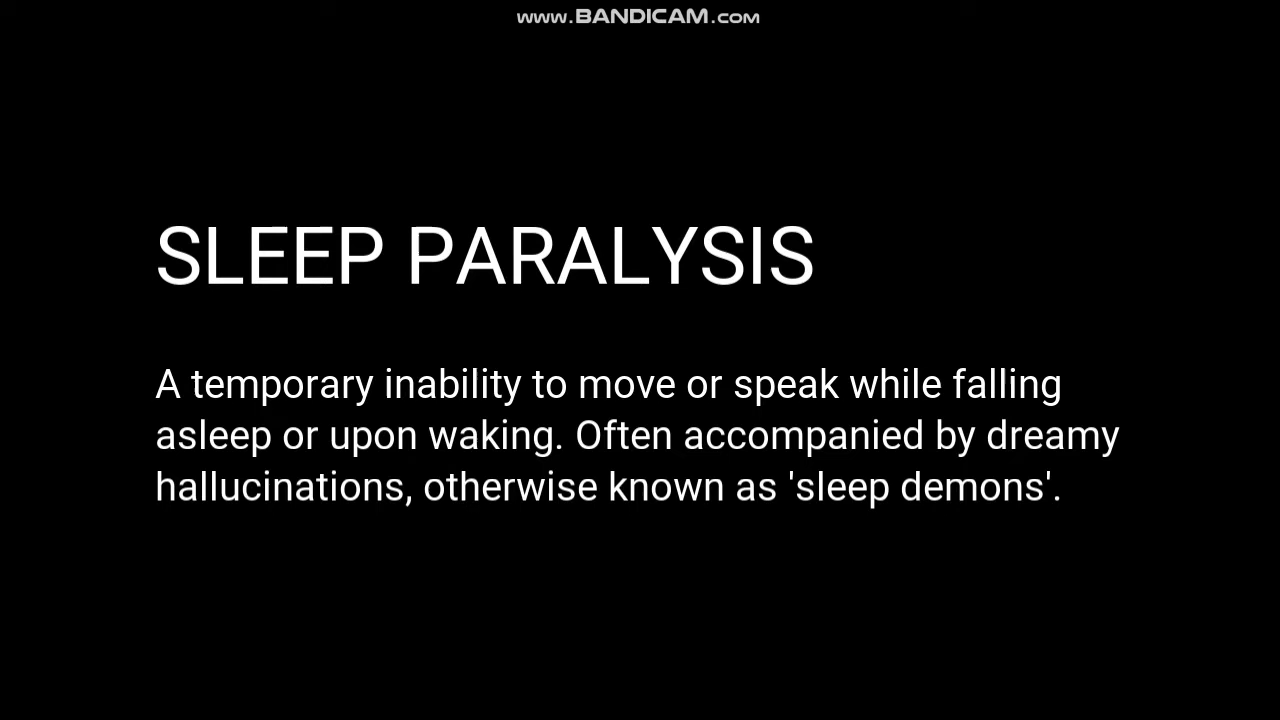 www.BANDICAM.com
SLEEP PARALYSIS
A temporary inability to move or speak while falling
asleep or upon waking. Often accompanied by dreamy
hallucinations, otherwise known as 'sleep demons'.